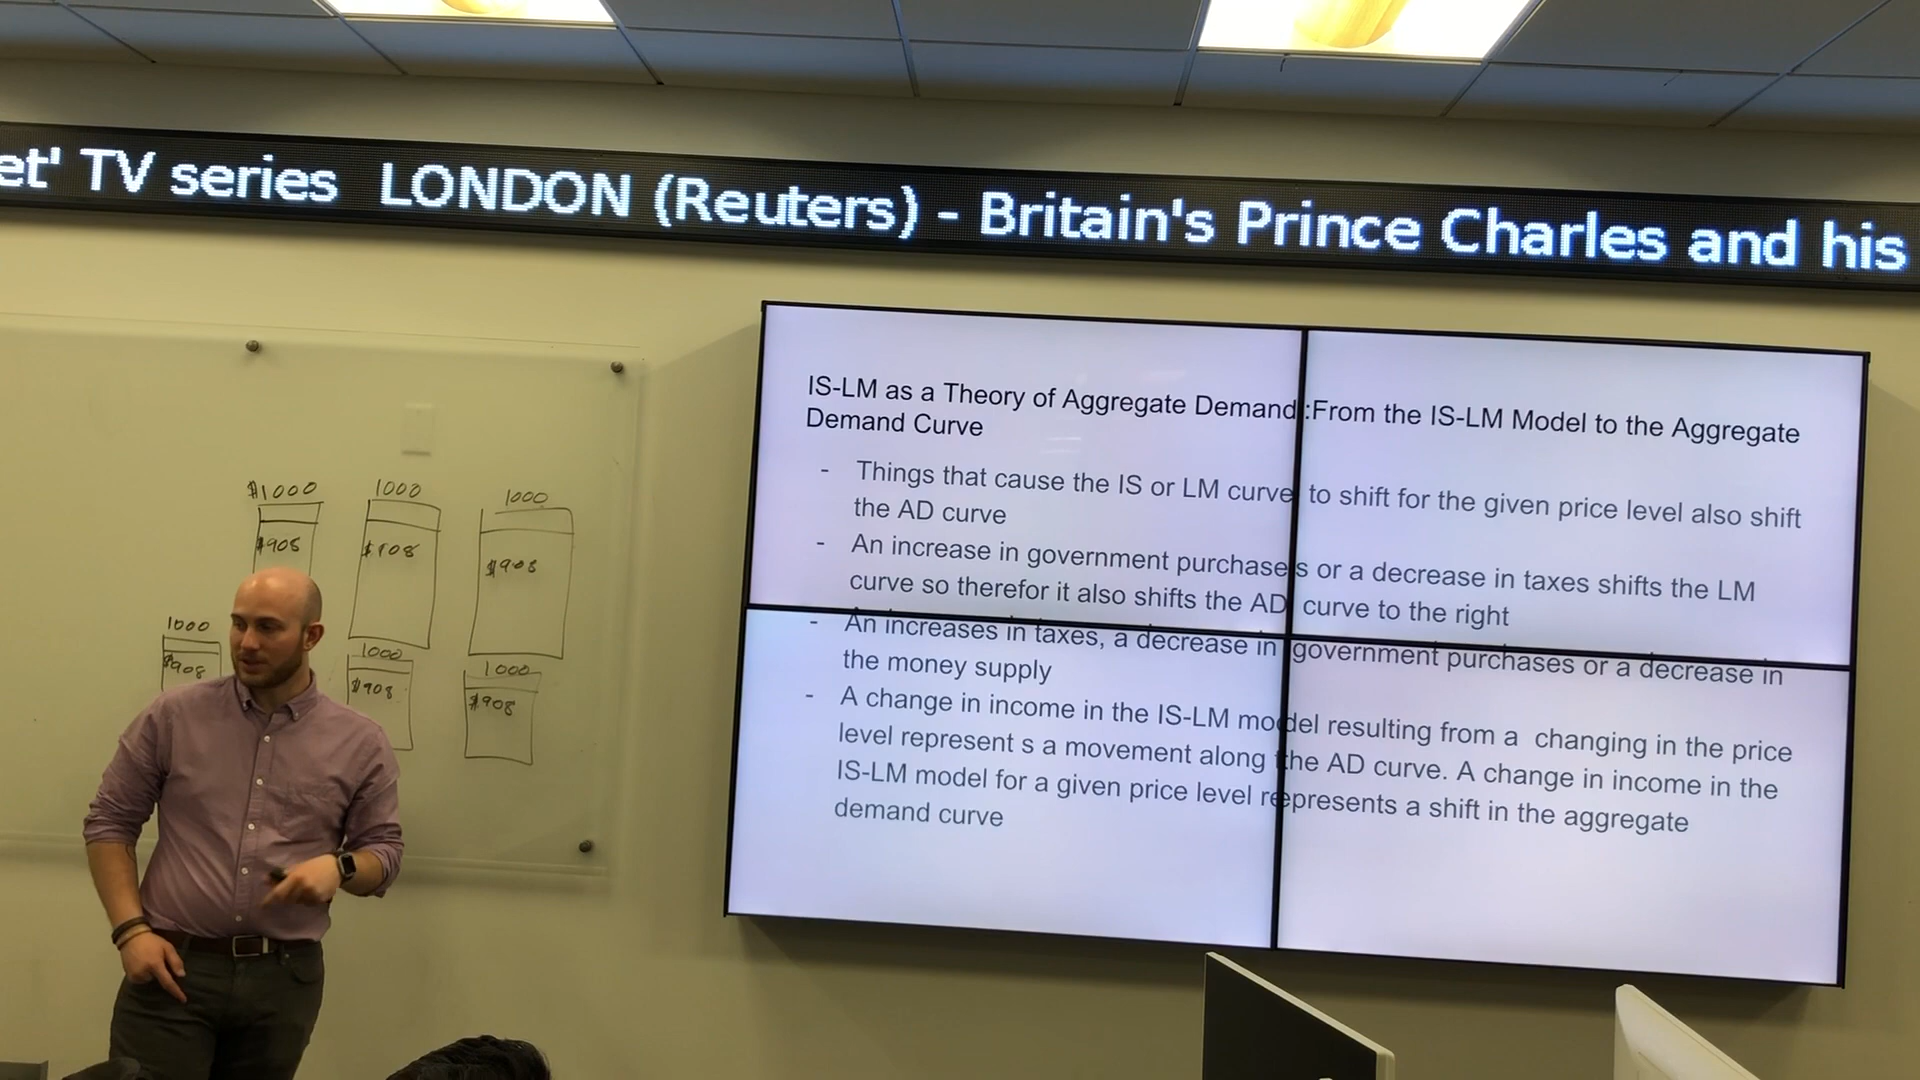 et' TV series LONDON (Reuters) - Britain's Prince Charles and his
$1000
1000
1000
$905
$908
$908
1000
1000
1000
$908
$908
$908
IS-LM as a Theory of Aggregate Demand :From the IS-LM Model to the Aggregate
Demand Curve
- Things that cause the IS or LM curve to shift for the given price level also shift
the AD curve
- An increase in government purchases or a decrease in taxes shifts the LM
curve so therefor it also shifts the AD curve to the right
- An increases in taxes, a decrease in government purchases or a decrease in
the money supply
- A change in income in the IS-LM model resulting from a changing in the price
level represent s a movement along the AD curve. A change in income in the
IS-LM model for a given price level represents a shift in the aggregate
demand curve